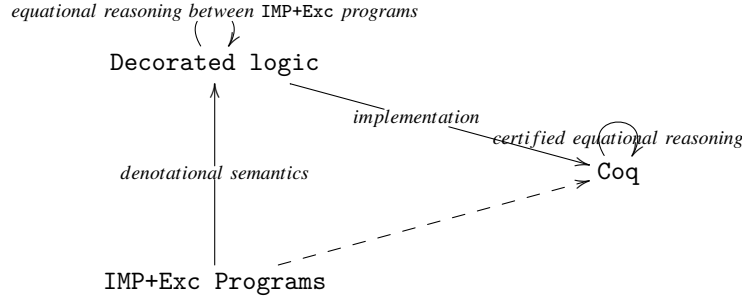 equational reasoning between IMP+Exc programs
Decorated logic
implementation
certified equational reasoning
Coq
denotational semantics
IMP+Exc Programs